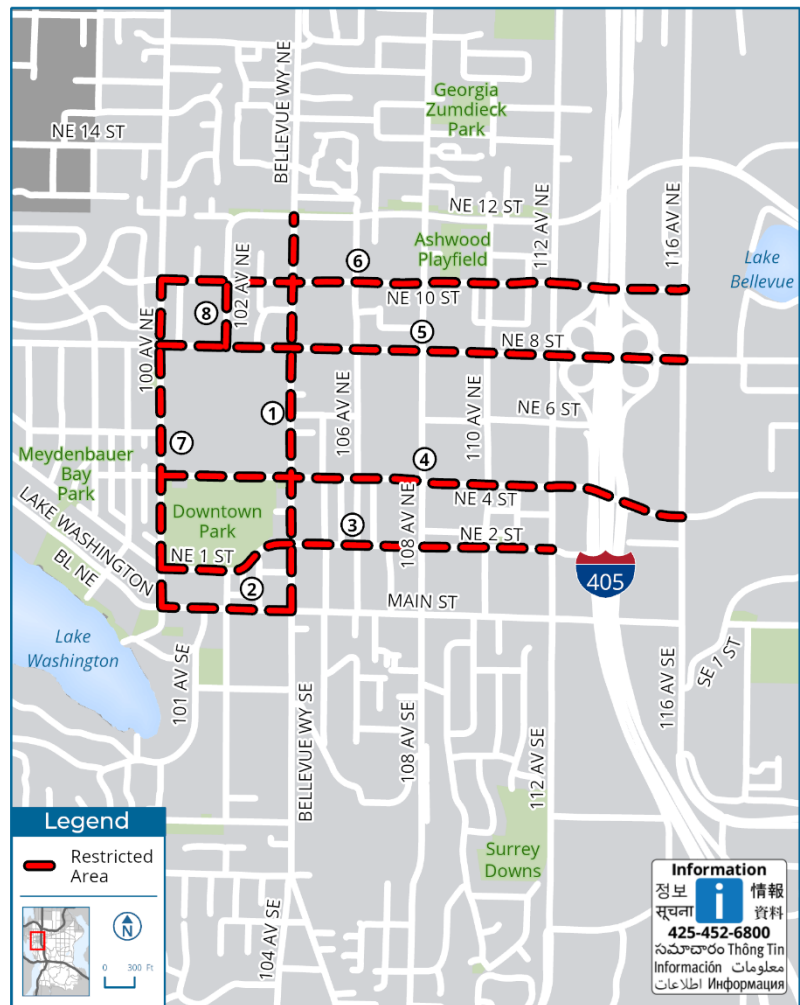 Georgia
Zumdieck
Park
BELLEVUE WY NE
NE 14 ST
NE 12 ST
112 AV NE
116 AV NE
Ashwood
Playfield
Lake
Bellevue
6
102 AV NE
NE 10 ST
8
5
NE 8 ST
100 AV NE
1
106 AV NE
110 AV NE
NE 6 ST
7
4
Meydenbauer
Bay
Park
LAKE WASHINGTON
BL NE
Downtown
Park
108 AV NE
NE 4 ST
3
NE 2 ST
NE 1 ST
2
405
MAIN ST
Lake
Washington
101 AV SE
BELLEVUE WY SE
108 AV SE
112 AV SE
116 AV SE
SE 1 ST
Surrey
Downs
104 AV SE
Legend
Restricted
Area
N
0 300 Ft
Information
정보 i 情報
सूचना 資料
425-452-6800
సమాచారం Thông Tin
Información معلومات
اطلاعات Информация